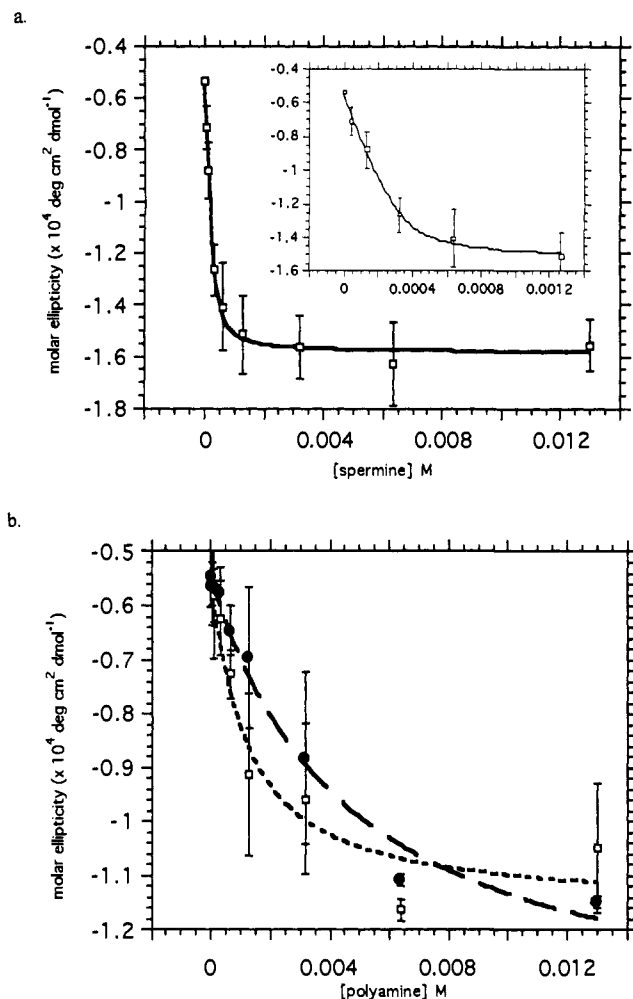 a.
-0.4
-0.6
-0.8
-1
-1.2
-1.4
-1.6
-1.8
molar ellipticity (x 10⁴ deg cm² dmol⁻¹)
-0.4
-0.6
-0.8
-1
-1.2
-1.4
-1.6
0 0.0004 0.0008 0.0012
0 0.004 0.008 0.012
[spermine] M
b.
-0.5
-0.6
-0.7
-0.8
-0.9
-1
-1.1
-1.2
molar ellipticity (x 10⁴ deg cm² dmol⁻¹)
0 0.004 0.008 0.012
[polyamine] M